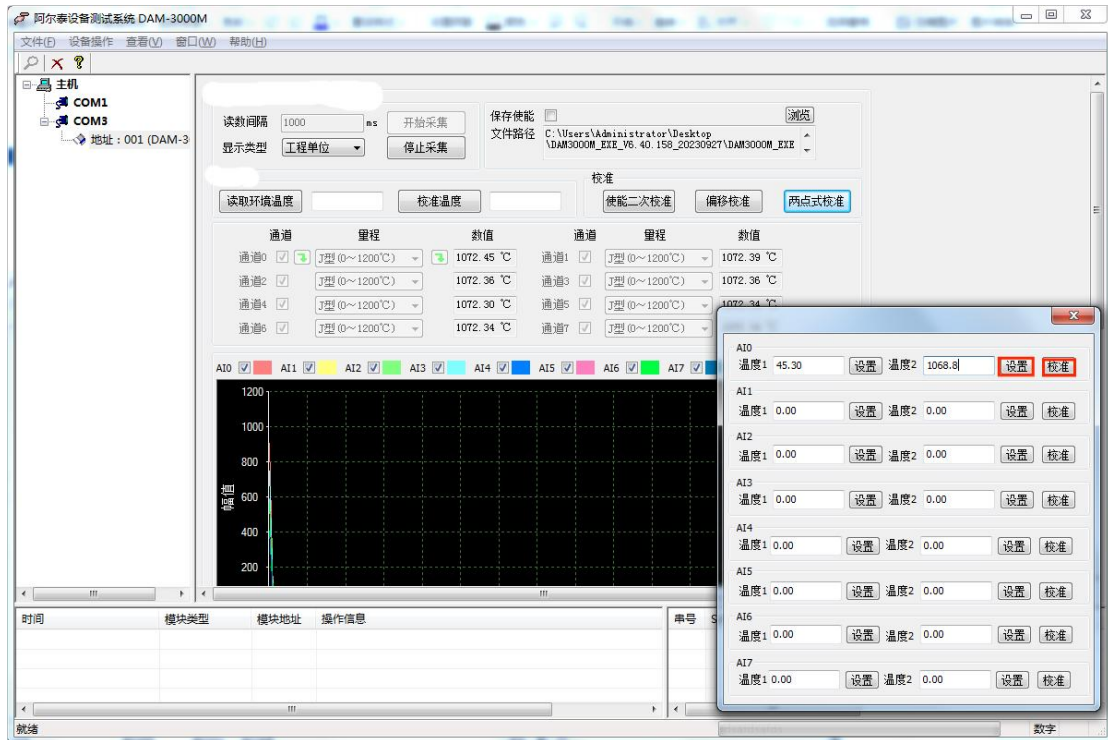 阿尔泰设备测试系统 DAM-3000M
文件(F) 设备操作 查看(V) 窗口(W) 帮助(H)
主机
COM1
COM3
地址：001 (DAM-3
读数间隔 1000 ms 开始采集
显示类型 工程单位 停止采集
保存使能 浏览
文件路径 C:\Users\Administrator\Desktop
\DAM3000M_EXE_V6.40.158_20230927\DAM3000M_EXE
校准
读取环境温度 校准温度 使能二次校准 偏移校准 两点式校准
通道 里程 数值 通道 里程 数值
通道0 J型(0～1200℃) 1072.45 ℃ 通道1 J型(0～1200℃) 1072.39 ℃
通道2 J型(0～1200℃) 1072.36 ℃ 通道3 J型(0～1200℃) 1072.36 ℃
通道4 J型(0～1200℃) 1072.30 ℃ 通道5 J型(0～1200℃) 1072.34 ℃
通道6 J型(0～1200℃) 1072.34 ℃ 通道7 J型(0～1200℃)
AI0 AI1 AI2 AI3 AI4 AI5 AI6 AI7
1200
1000
800
600
400
200
幅值
AI0
温度1 45.30 设置 温度2 1068.8 设置 校准
AI1
温度1 0.00 设置 温度2 0.00 设置 校准
AI2
温度1 0.00 设置 温度2 0.00 设置 校准
AI3
温度1 0.00 设置 温度2 0.00 设置 校准
AI4
温度1 0.00 设置 温度2 0.00 设置 校准
AI5
温度1 0.00 设置 温度2 0.00 设置 校准
AI6
温度1 0.00 设置 温度2 0.00 设置 校准
AI7
温度1 0.00 设置 温度2 0.00 设置 校准
时间 模块类型 模块地址 操作信息 串号 S
就绪 数字